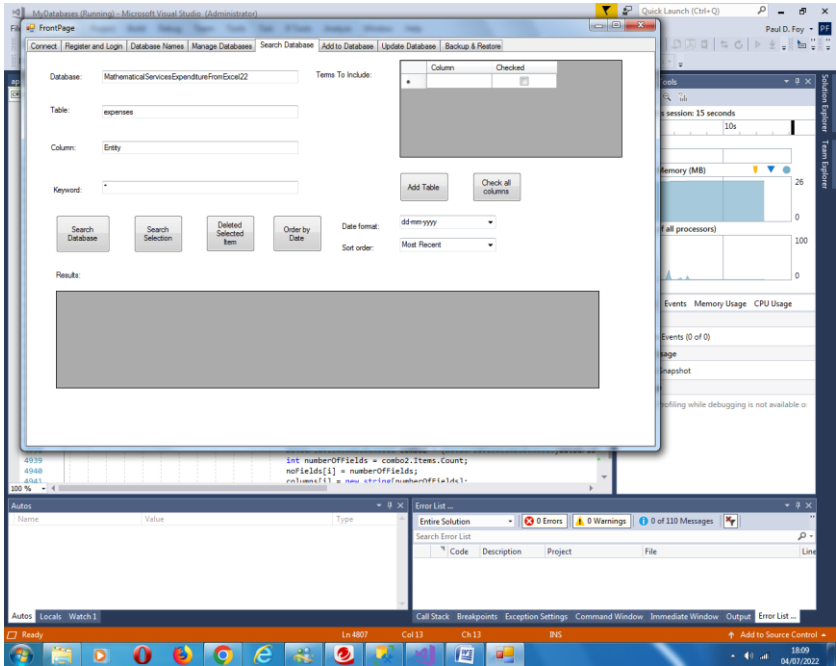 MyDatabases (Running) - Microsoft Visual Studio (Administrator)
Quick Launch (Ctrl+Q)
FrontPage
Paul D. Foy
PF
Connect Register and Login Database Names Manage Databases Search Database Add to Database Update Database Backup & Restore
Database:
MathematicalServicesExpenditureFromExcel22
Terms To Include:
Column Checked
Table:
expenses
Column:
Entity
Keyword:
*
Add Table
Check all columns
Search Database
Search Selection
Deleted Selected Item
Order by Date
Date format:
dd-mm-yyyy
Sort order:
Most Recent
Results:
Tools
s session: 15 seconds
10s
Memory (MB)
26
0
f all processors)
100
0
Events Memory Usage CPU Usage
Events (0 of 0)
sage
napshot
rofiling while debugging is not available o
Solution Explorer
Team Explorer
4939 int numberOfFields = combo2.Items.Count;
4940 noFields[i] = numberOfFields;
4941 columns[i] = new string[numberOfFields];
100 %
Autos
Name Value Type
Error List ...
Entire Solution 0 Errors 0 Warnings 0 of 110 Messages
Search Error List
Code Description Project File Line
Autos Locals Watch 1
Call Stack Breakpoints Exception Settings Command Window Immediate Window Output Error List ...
Ready Ln 4807 Col 13 Ch 13 INS Add to Source Control
18:09
04/07/2022